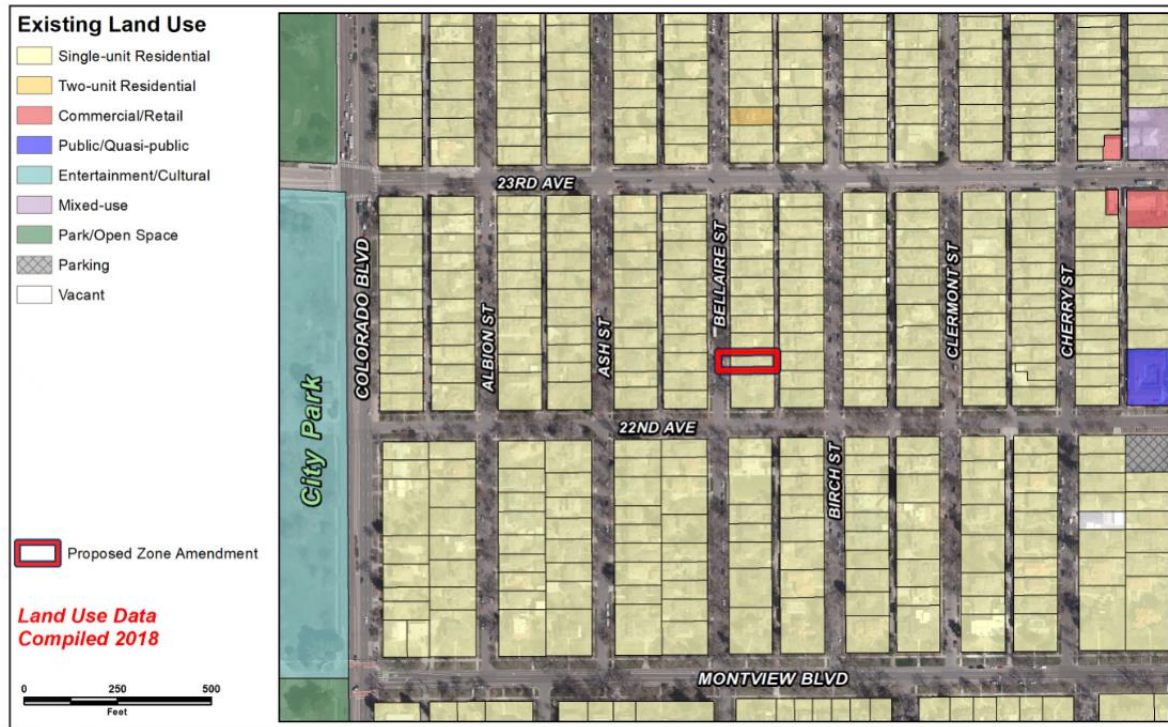 Existing Land Use
Single-unit Residential
Two-unit Residential
Commercial/Retail
Public/Quasi-public
Entertainment/Cultural
Mixed-use
Park/Open Space
Parking
Vacant
Proposed Zone Amendment
Land Use Data
Compiled 2018
0 250 500
Feet
City Park
COLORADO BLVD
ALBION ST
ASH ST
BELLAIRE ST
BIRCH ST
CLERMONT ST
CHERRY ST
23RD AVE
22ND AVE
MONTVIEW BLVD